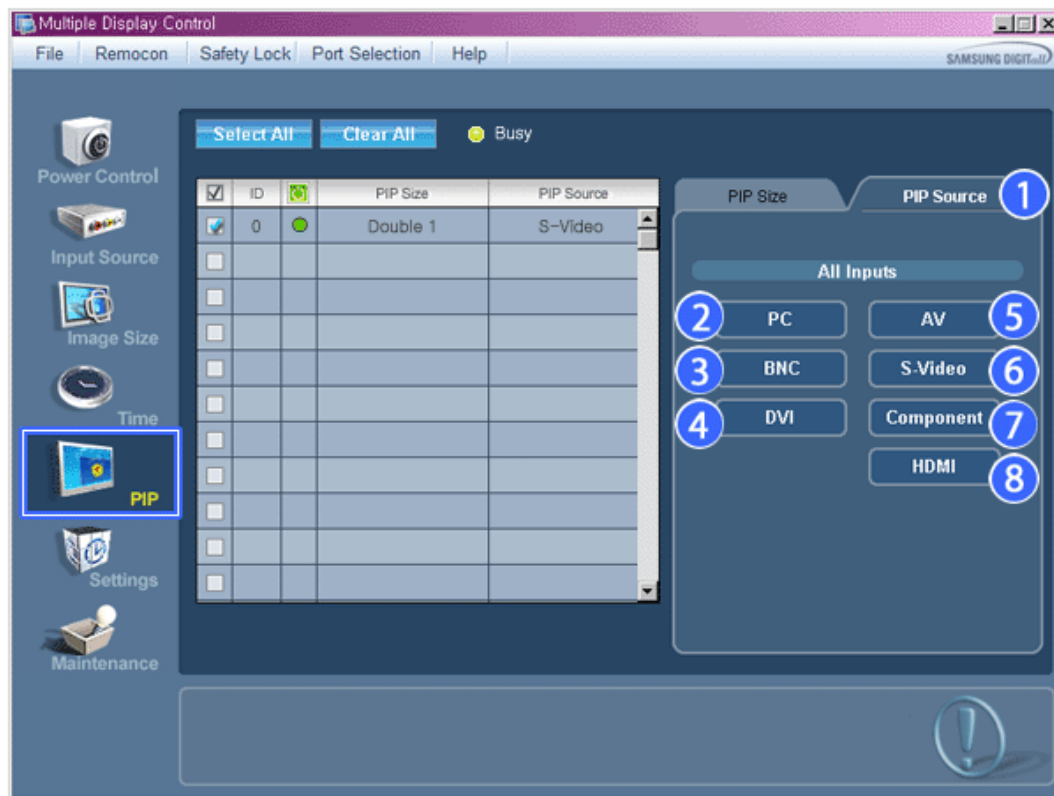 Multiple Display Control
File Remocon Safety Lock Port Selection Help
SAMSUNG DIGITall
Power Control
Input Source
Image Size
Time
PIP
Settings
Maintenance
Select All Clear All Busy
ID PIP Size PIP Source
0 Double 1 S-Video
PIP Size PIP Source 1
All Inputs
2 PC AV 5
3 BNC S-Video 6
4 DVI Component 7
HDMI 8